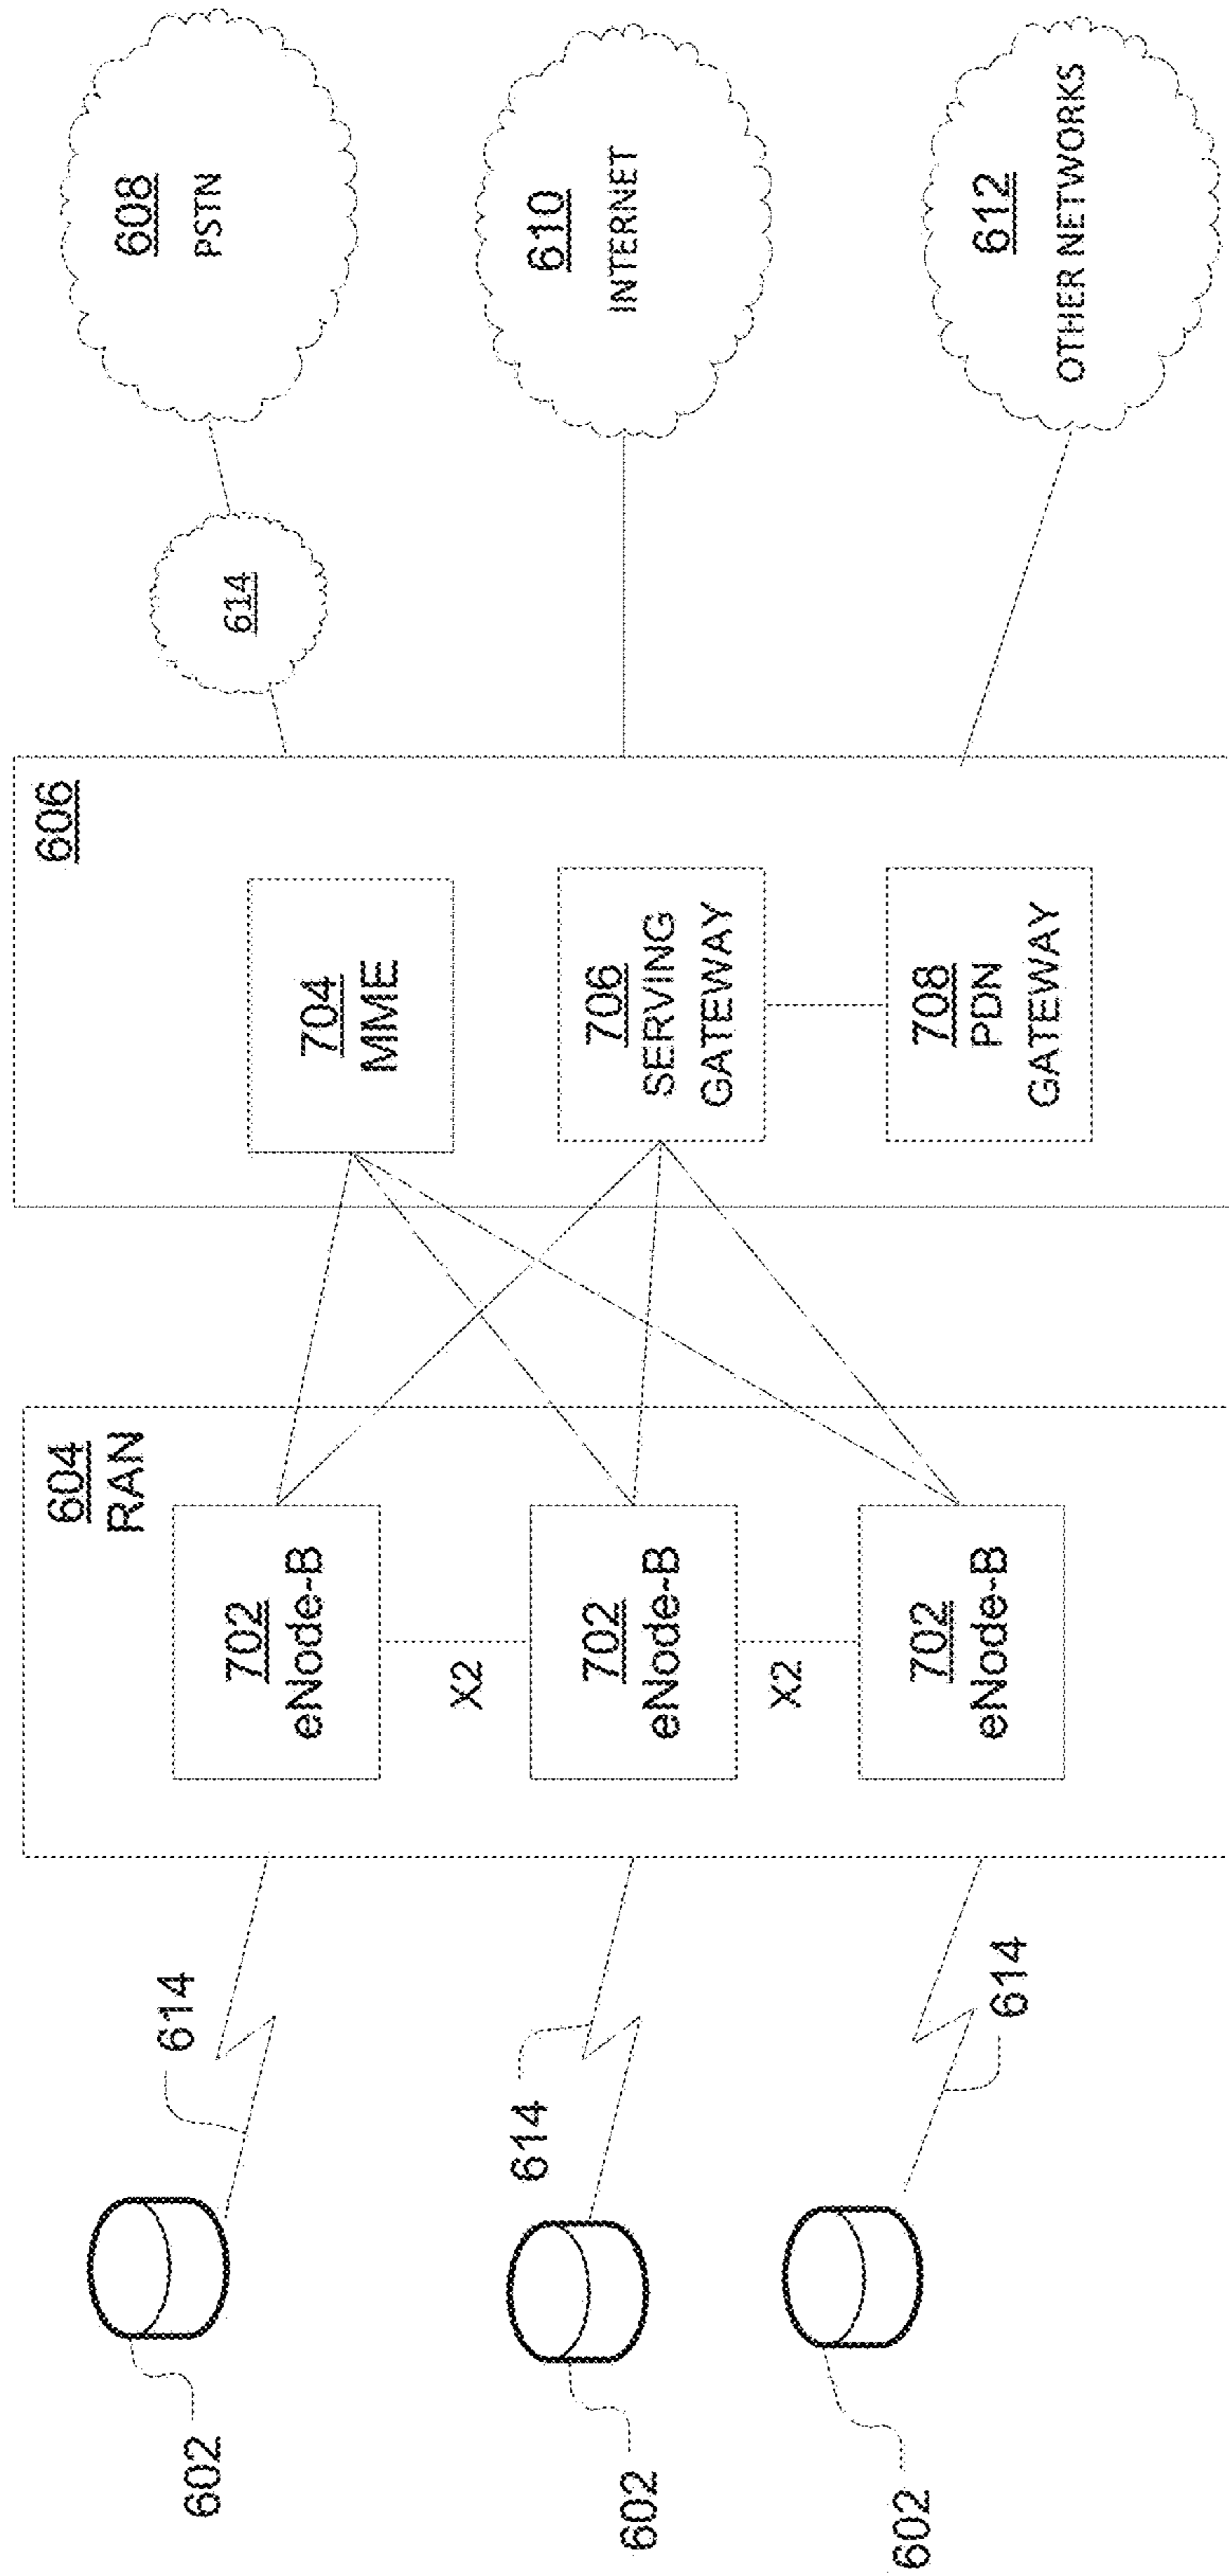 602
614
602
614
602
614
604
RAN
702
eNode-B
X2
702
eNode-B
X2
702
eNode-B
606
704
MME
706
SERVING
GATEWAY
708
PDN
GATEWAY
614
608
PSTN
610
INTERNET
612
OTHER NETWORKS